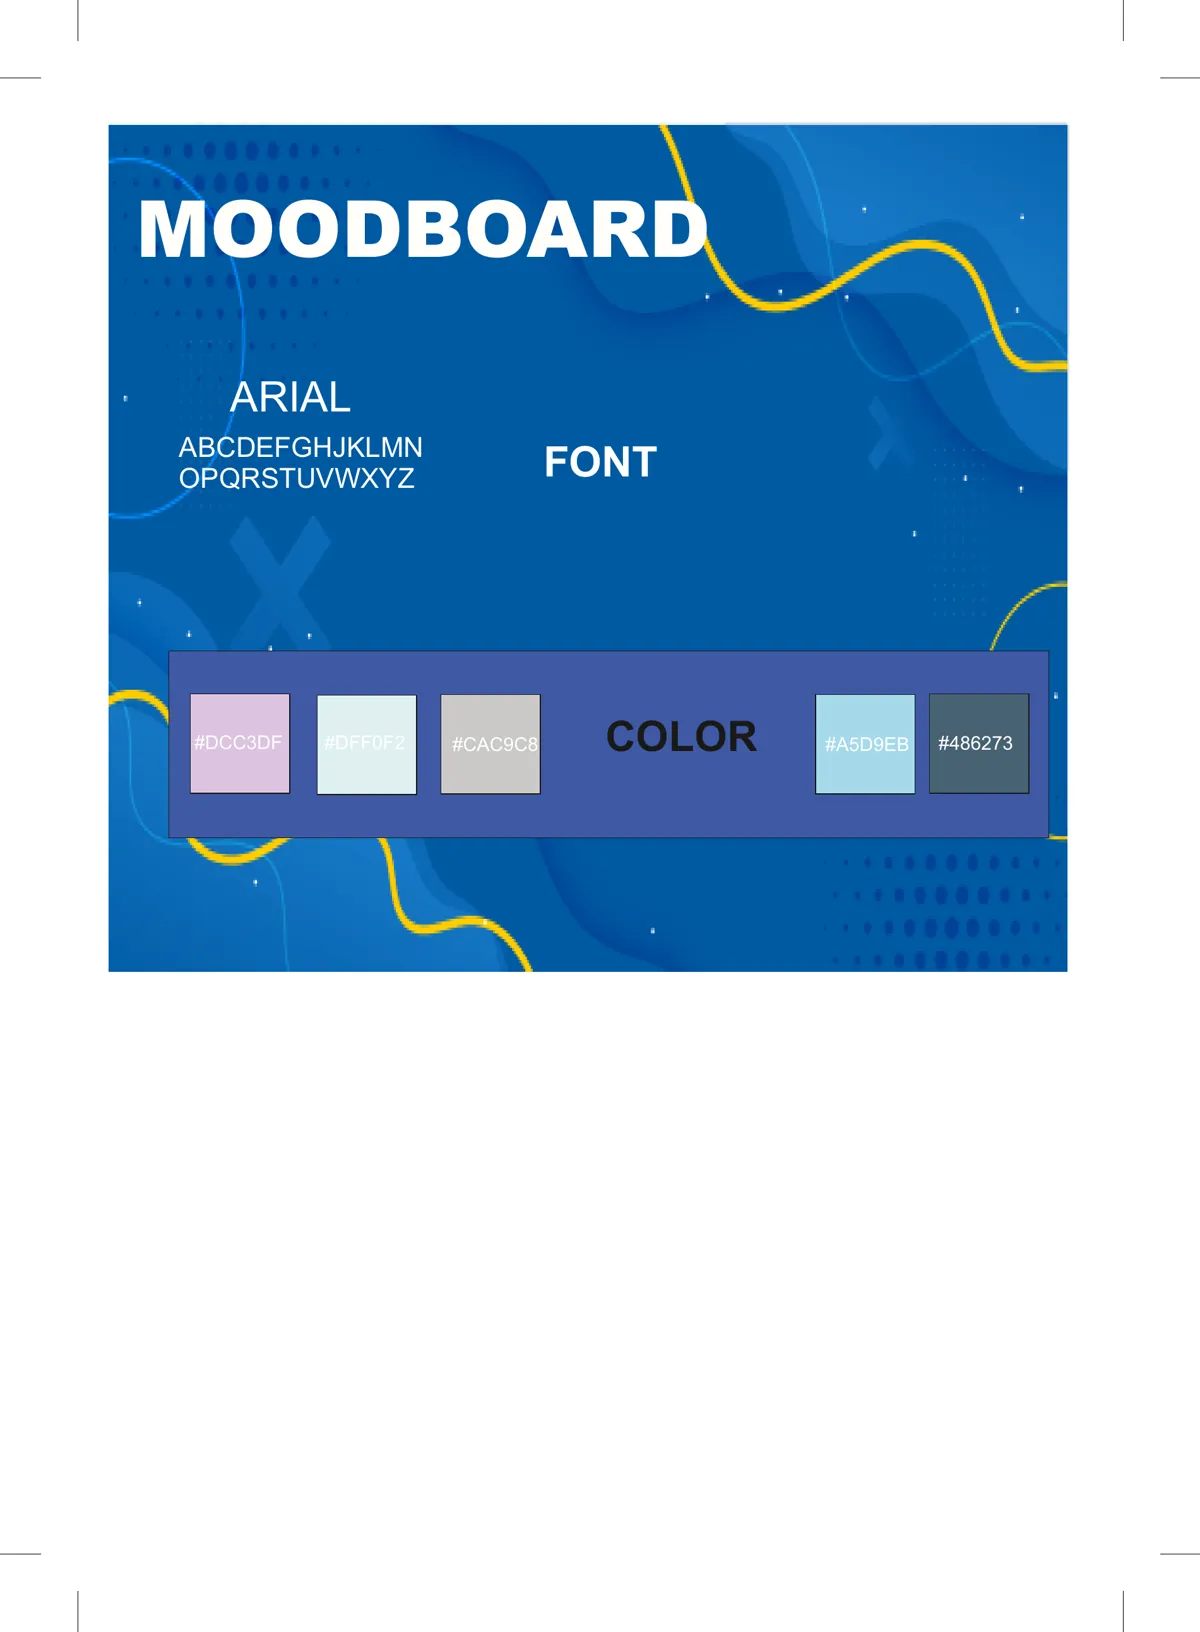 MOODBOARD
ARIAL
ABCDEFGHJKLMN
OPQRSTUVWXYZ
FONT
#DCC3DF
#DFF0F2
#CAC9C8
COLOR
#A5D9EB
#486273